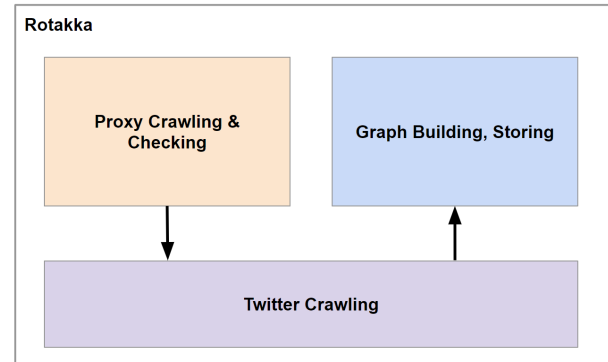 Rotakka
Proxy Crawling &
Checking
Graph Building, Storing
Twitter Crawling